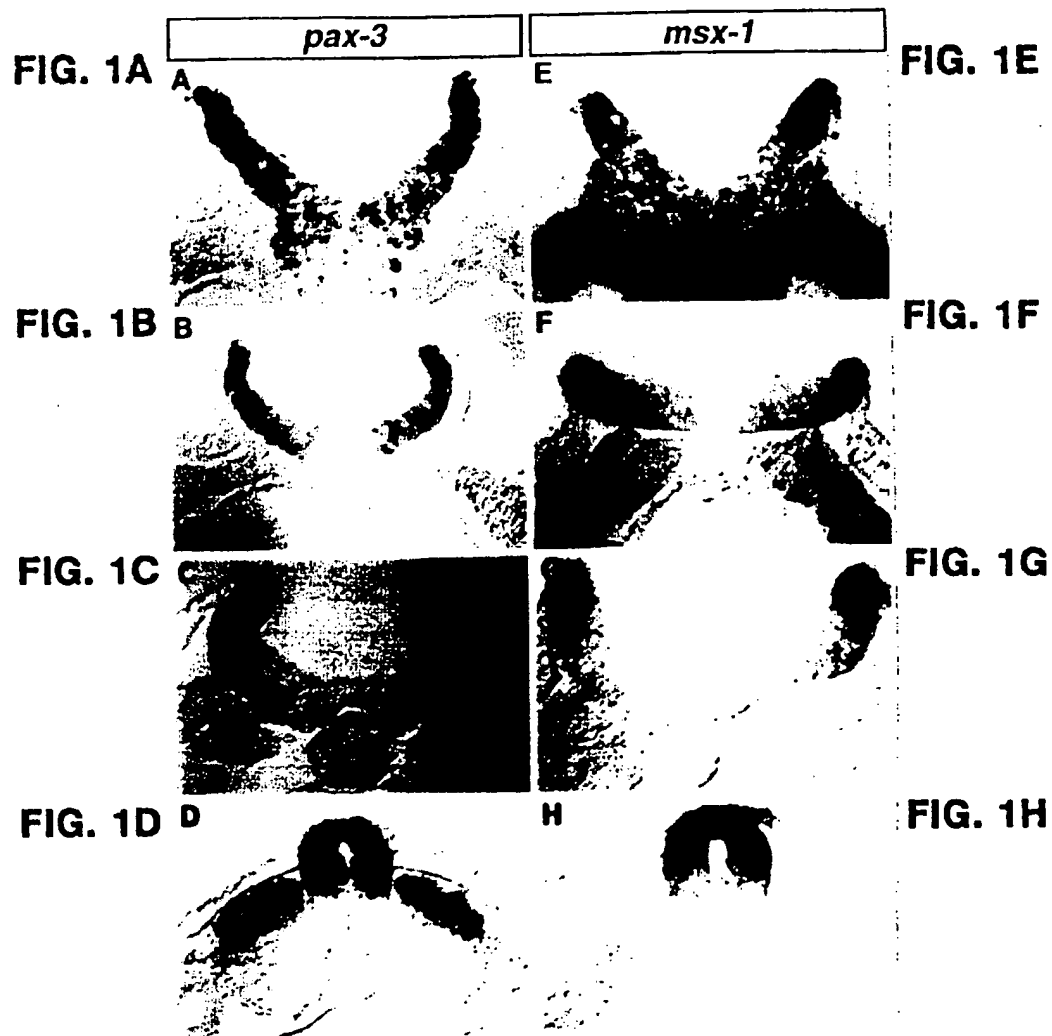 pax-3 msx-1
FIG. 1A A E FIG. 1E
FIG. 1B B F FIG. 1F
FIG. 1C C G FIG. 1G
FIG. 1D D H FIG. 1H